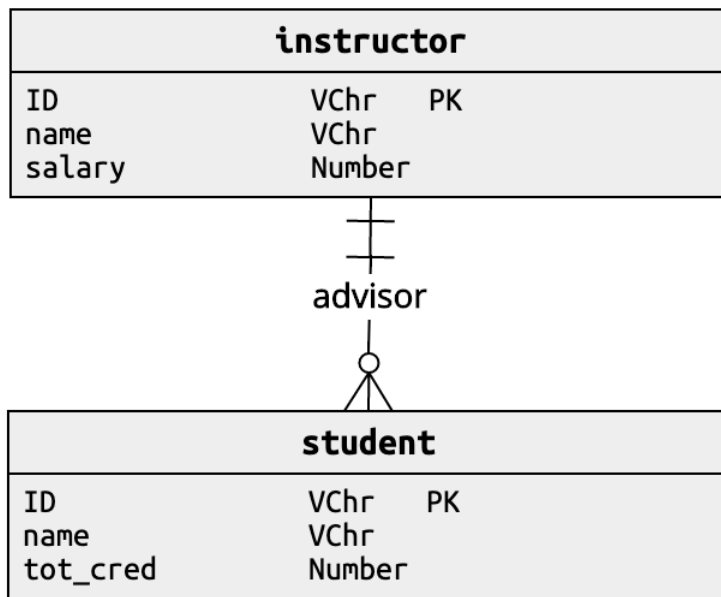 instructor
ID VChr PK
name VChr
salary Number
advisor
student
ID VChr PK
name VChr
tot_cred Number